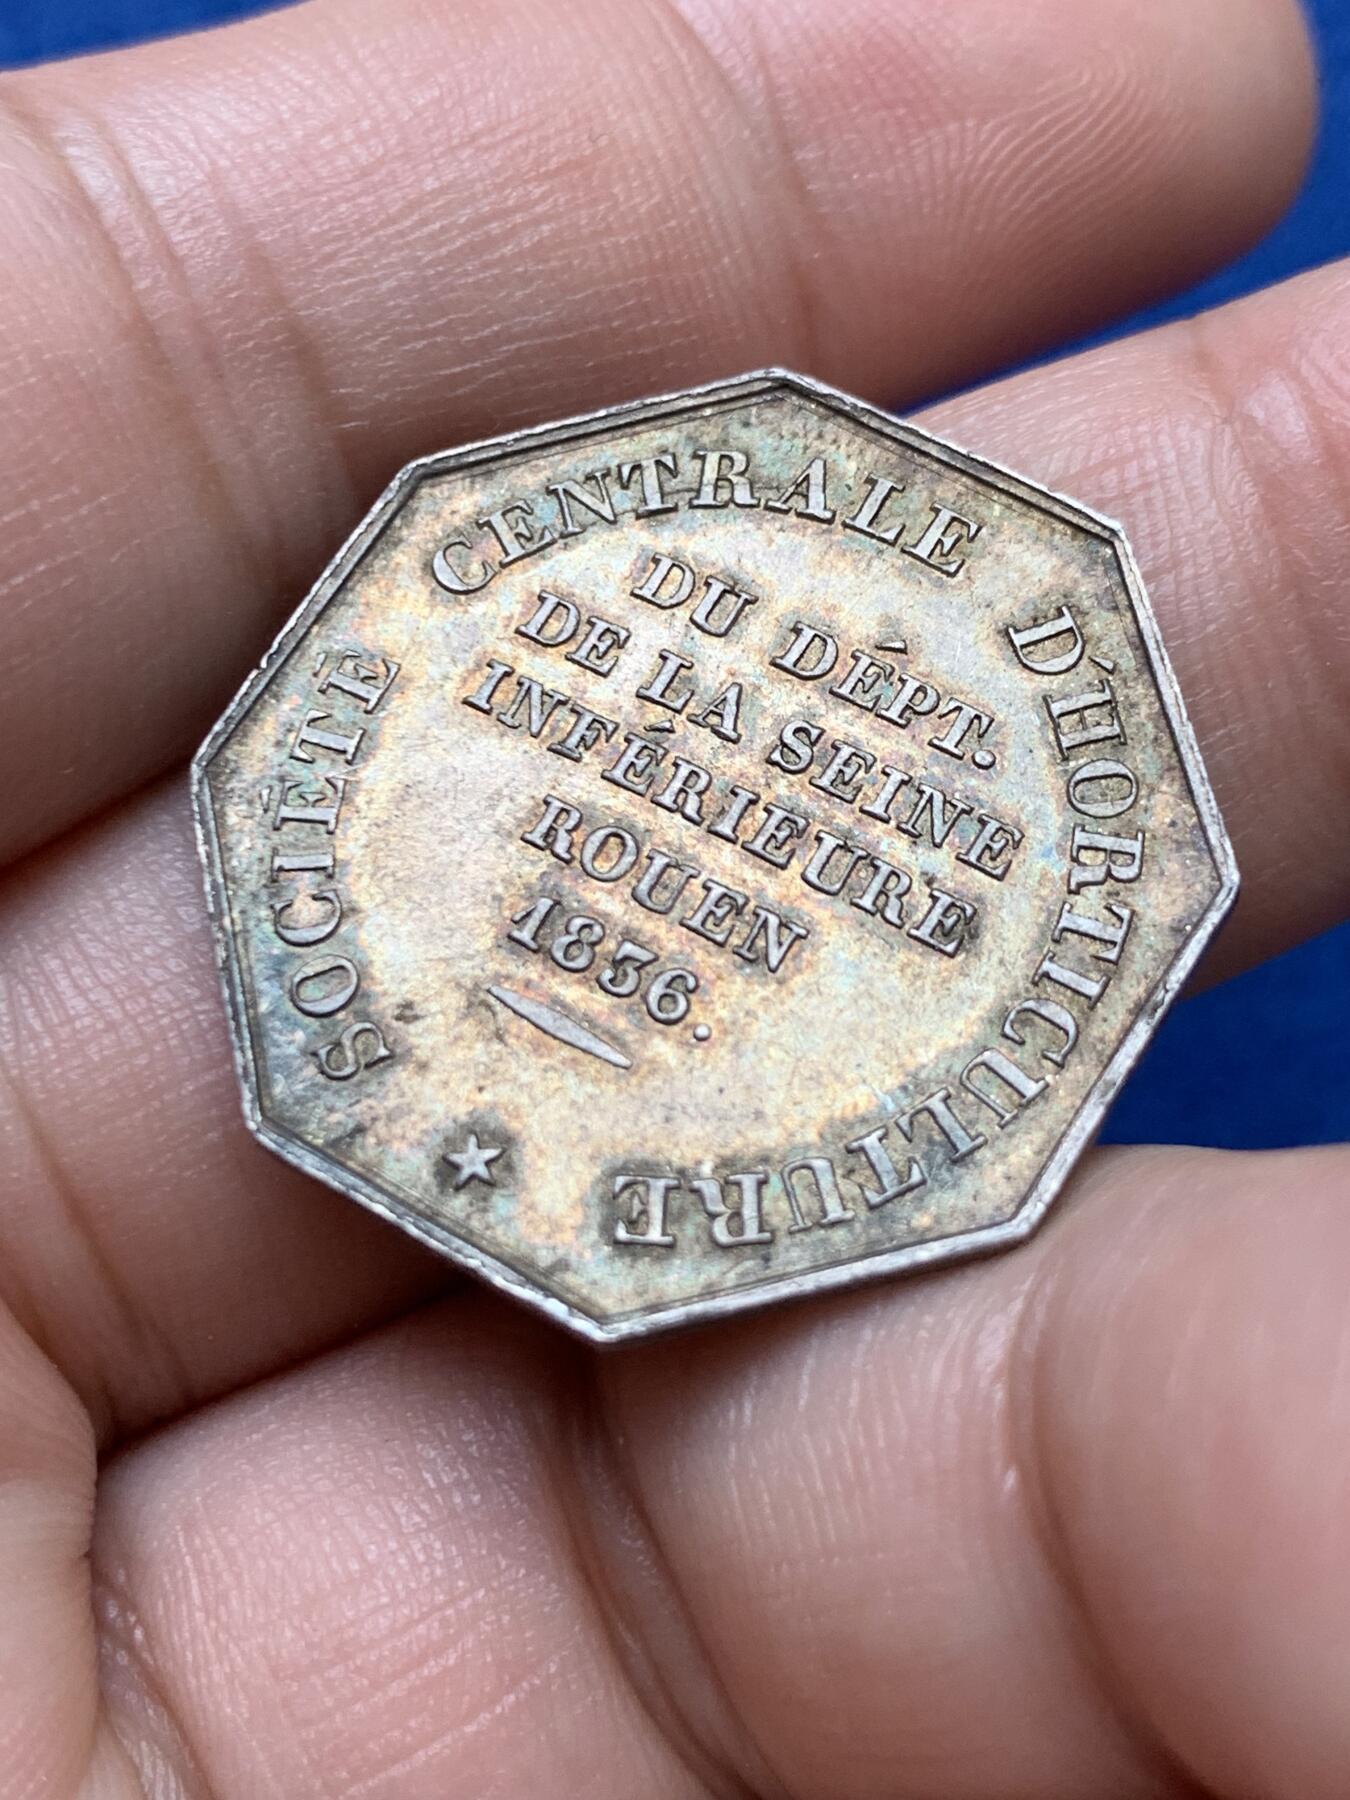 SOCIÉTÉ CENTRALE D'HORTICULTURE
DU DÉPT.
DE LA SEINE
INFÉRIEURE
ROUEN
1836.